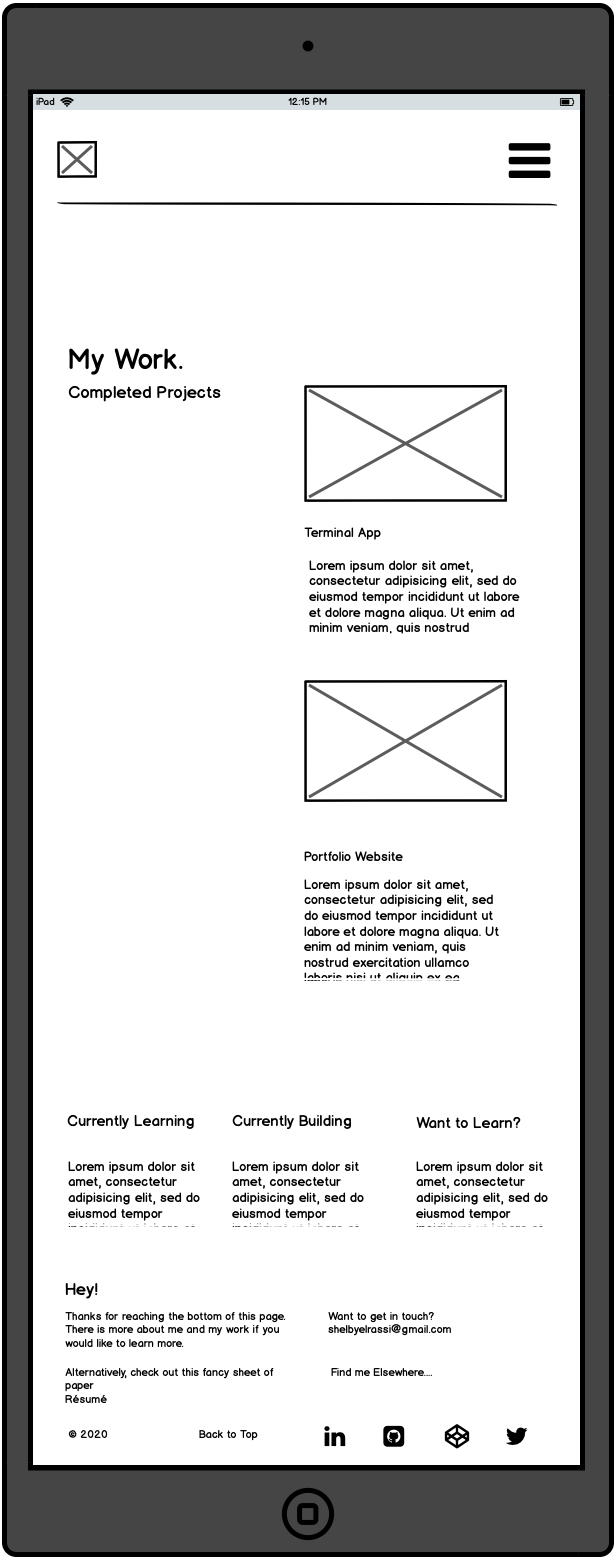 iPad
12:15 PM
My Work.
Completed Projects
Terminal App
Lorem ipsum dolor sit amet,
consectetur adipisicing elit, sed do
eiusmod tempor incididunt ut labore
et dolore magna aliqua. Ut enim ad
minim veniam, quis nostrud
Portfolio Website
Lorem ipsum dolor sit amet,
consectetur adipisicing elit, sed
do eiusmod tempor incididunt ut
labore et dolore magna aliqua. Ut
enim ad minim veniam, quis
nostrud exercitation ullamco
laboris nisi ut aliquip ex ea
Currently Learning
Lorem ipsum dolor sit
amet, consectetur
adipisicing elit, sed do
eiusmod tempor
Currently Building
Lorem ipsum dolor sit
amet, consectetur
adipisicing elit, sed do
eiusmod tempor
Want to Learn?
Lorem ipsum dolor sit
amet, consectetur
adipisicing elit, sed do
eiusmod tempor
Hey!
Thanks for reaching the bottom of this page.
There is more about me and my work if you
would like to learn more.
Alternatively, check out this fancy sheet of
paper
Résumé
Want to get in touch?
shelbyelrassi@gmail.com
Find me Elsewhere....
© 2020
Back to Top
in